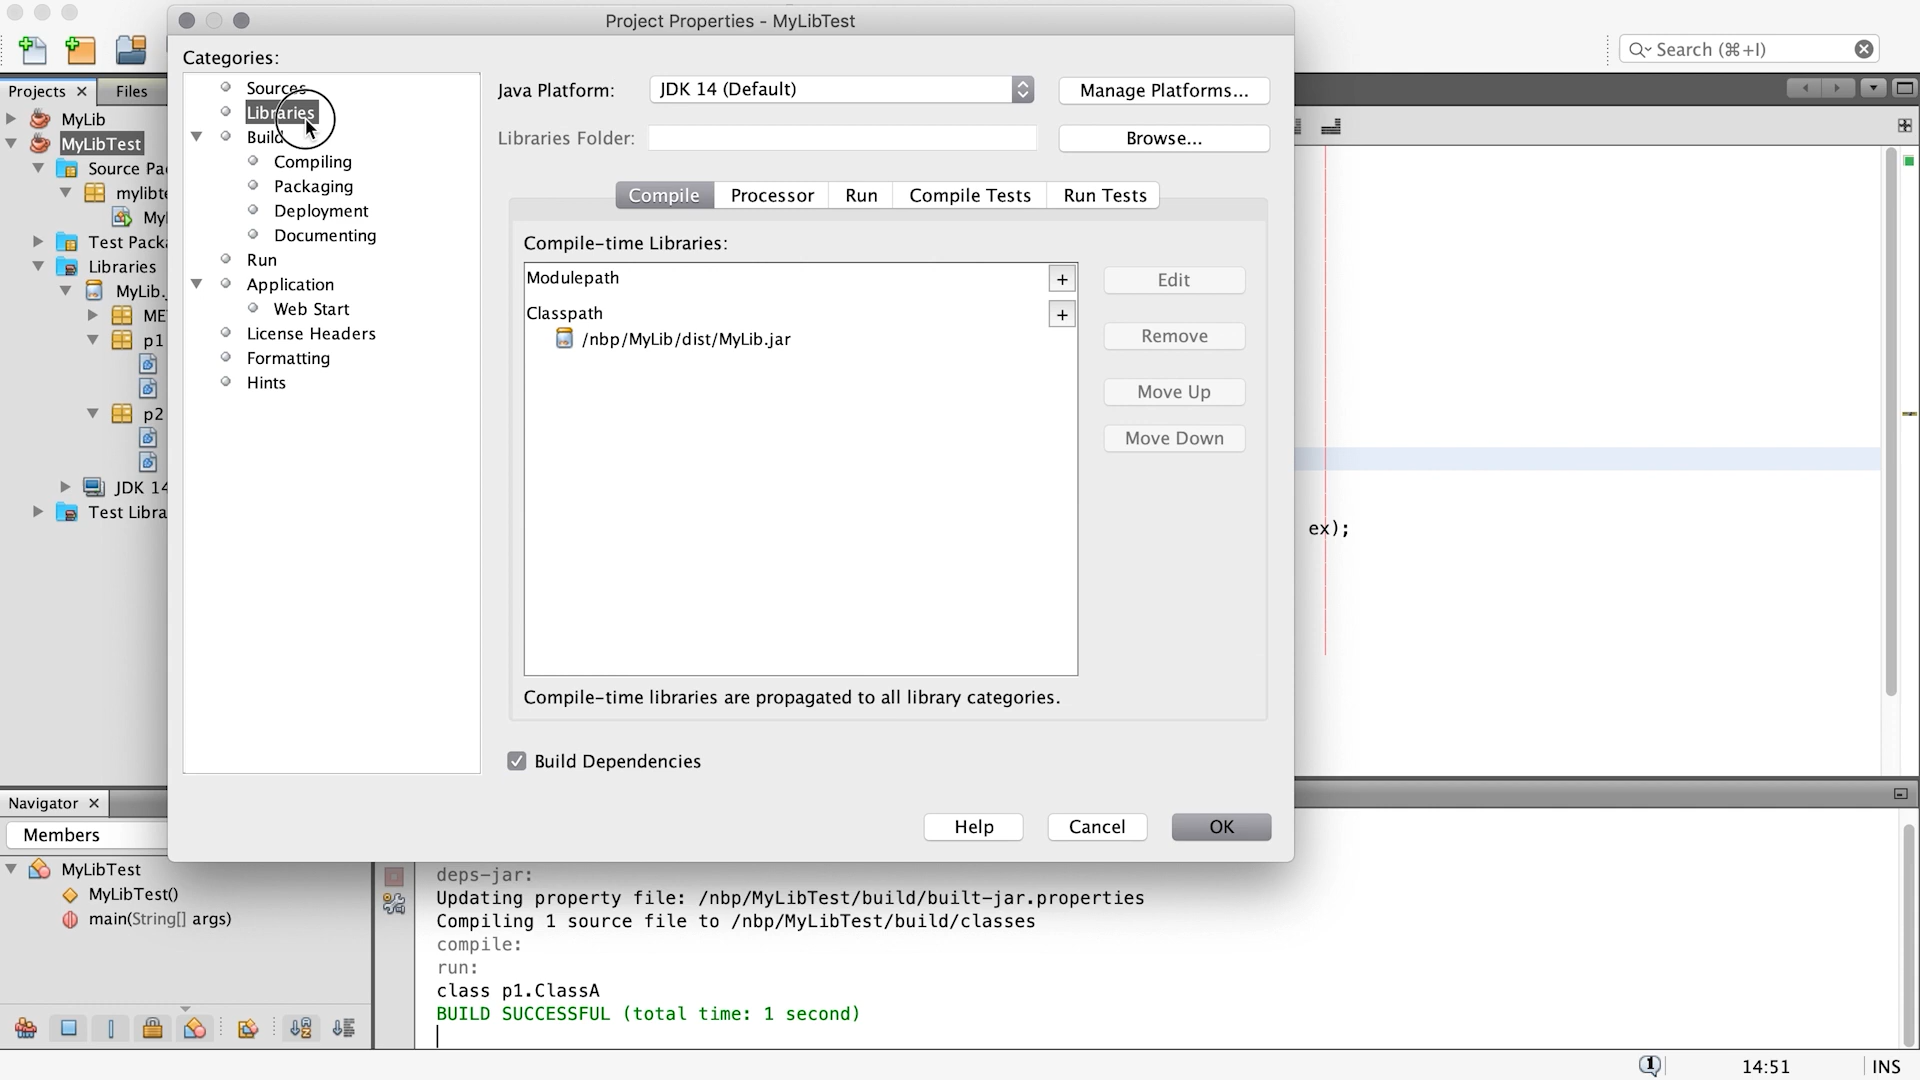 Project Properties - MyLibTest
Search (⌘+I)
Projects
Files
MyLib
MyLibTest
Source Pa
mylibte
Test Packa
Libraries
MyLib.
ME
p1
p2
JDK 14
Test Libra
Categories:
Sources
Libraries
Build
Compiling
Packaging
Deployment
Documenting
Run
Application
Web Start
License Headers
Formatting
Hints
Java Platform:
JDK 14 (Default)
Manage Platforms...
Libraries Folder:
Browse...
Compile
Processor
Run
Compile Tests
Run Tests
Compile-time Libraries:
Modulepath
Classpath
/nbp/MyLib/dist/MyLib.jar
Edit
Remove
Move Up
Move Down
Compile-time libraries are propagated to all library categories.
Build Dependencies
Help
Cancel
OK
ex);
Navigator
Members
MyLibTest
MyLibTest()
main(String[] args)
deps-jar:
Updating property file: /nbp/MyLibTest/build/built-jar.properties
Compiling 1 source file to /nbp/MyLibTest/build/classes
compile:
run:
class p1.ClassA
BUILD SUCCESSFUL (total time: 1 second)
1
14:51
INS